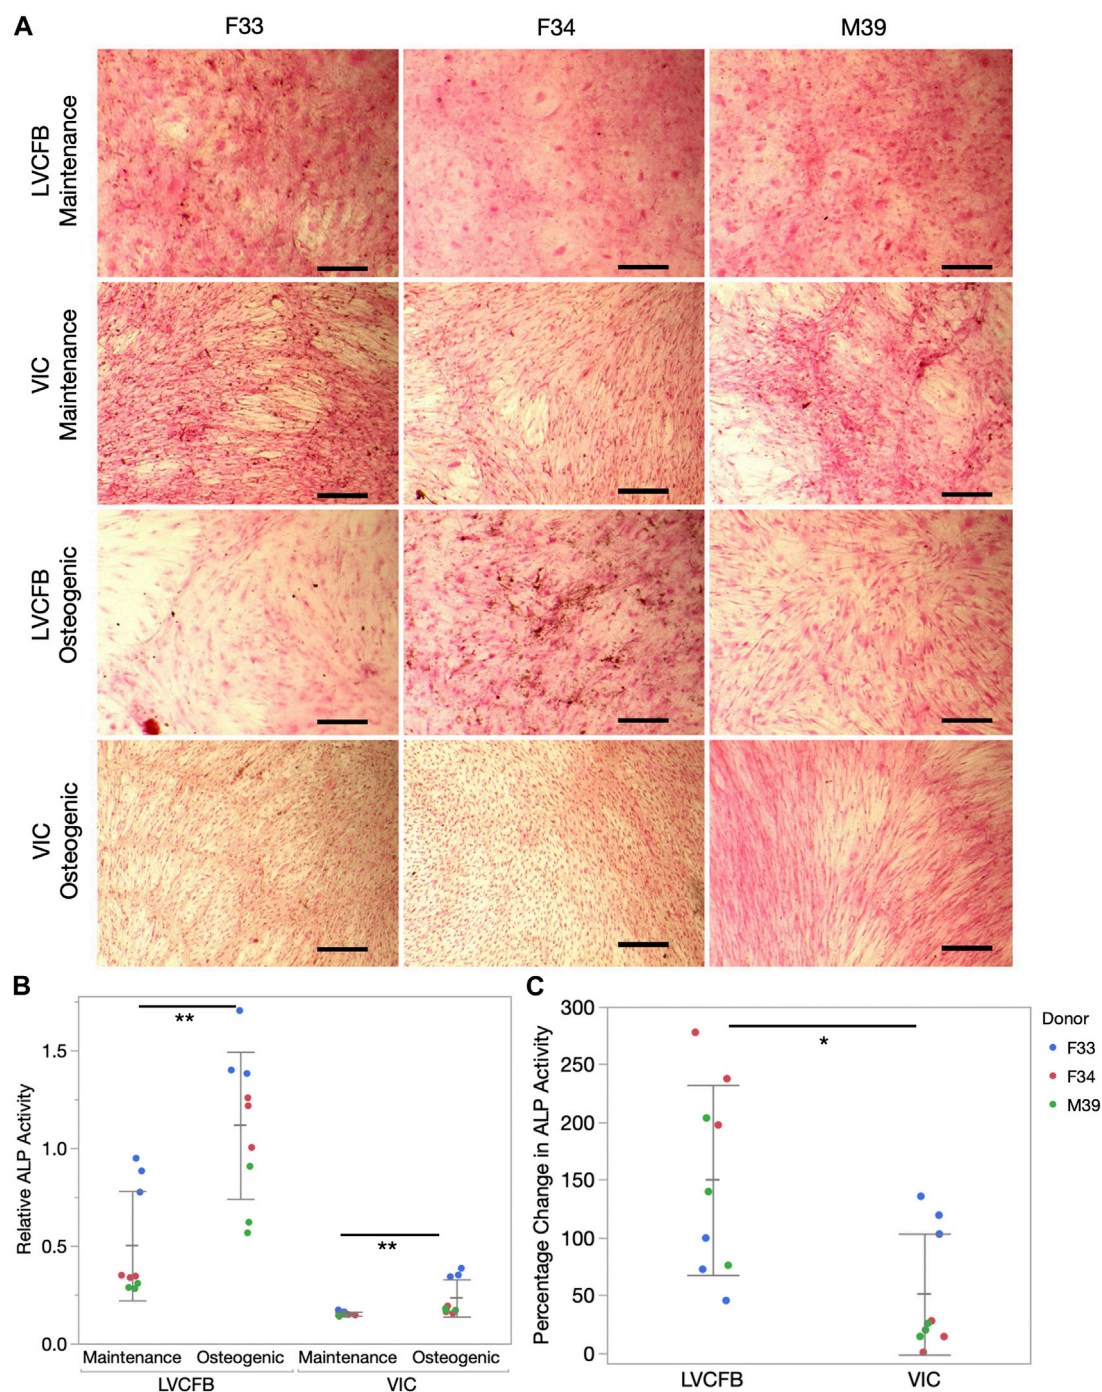 A
F33
F34
M39
LVCFB
Maintenance
VIC
Maintenance
LVCFB
Osteogenic
VIC
Osteogenic
B
Relative ALP Activity
1.5
1.0
0.5
0.0
**
**
Maintenance
Osteogenic
Maintenance
Osteogenic
LVCFB
VIC
C
Percentage Change in ALP Activity
300
250
200
150
100
50
0
*
LVCFB
VIC
Donor
F33
F34
M39